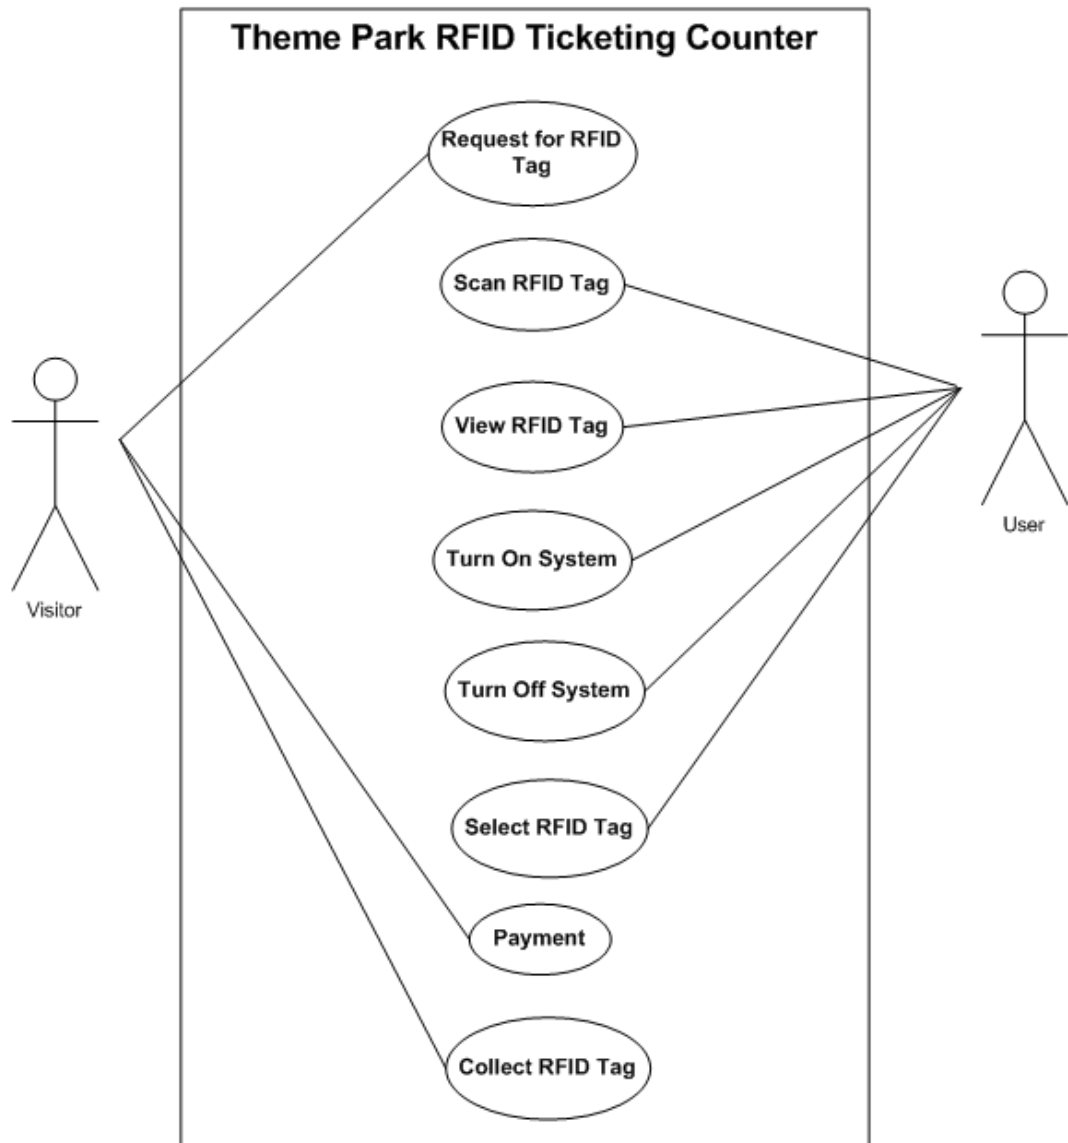 Theme Park RFID Ticketing Counter
Request for RFID
Tag
Scan RFID Tag
View RFID Tag
User
Turn On System
Visitor
Turn Off System
Select RFID Tag
Payment
Collect RFID Tag